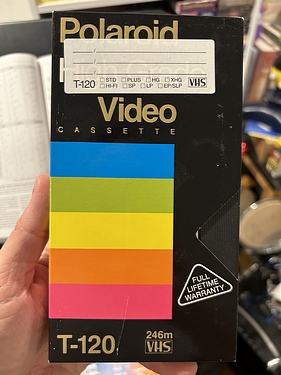 Polaroid
T-120 □ STD □ PLUS □ HG □ XHG
□ HI-FI □ SP □ LP □ EP/SLP VHS
Video
CASSETTE
FULL
LIFETIME
WARRANTY
T-120
246m
VHS